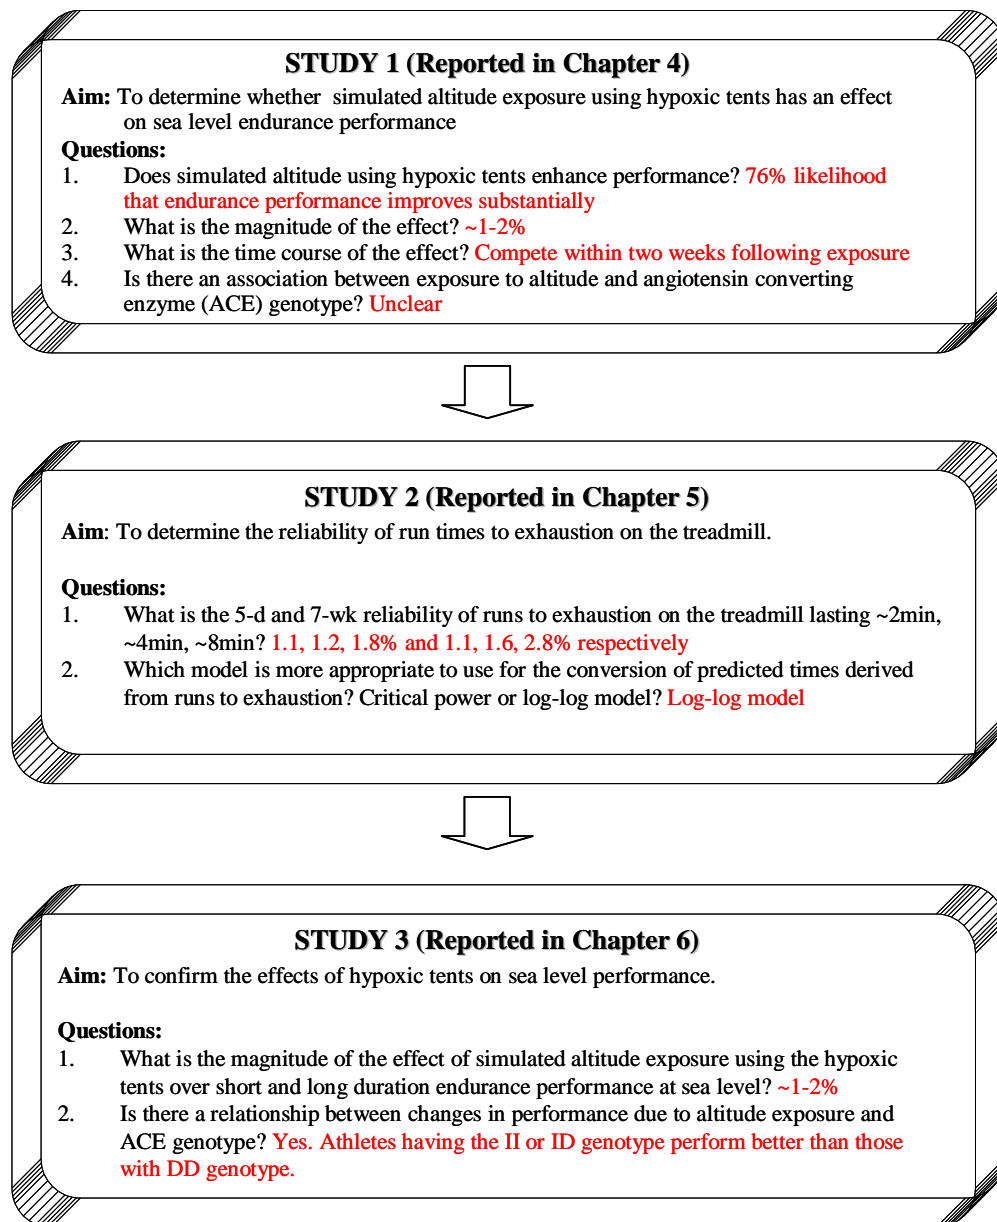 STUDY 1 (Reported in Chapter 4)
Aim: To determine whether simulated altitude exposure using hypoxic tents has an effect
on sea level endurance performance
Questions:
1. Does simulated altitude using hypoxic tents enhance performance? 76% likelihood
that endurance performance improves substantially
2. What is the magnitude of the effect? ~1-2%
3. What is the time course of the effect? Compete within two weeks following exposure
4. Is there an association between exposure to altitude and angiotensin converting
enzyme (ACE) genotype? Unclear
STUDY 2 (Reported in Chapter 5)
Aim: To determine the reliability of run times to exhaustion on the treadmill.
Questions:
1. What is the 5-d and 7-wk reliability of runs to exhaustion on the treadmill lasting ~2min,
~4min, ~8min? 1.1, 1.2, 1.8% and 1.1, 1.6, 2.8% respectively
2. Which model is more appropriate to use for the conversion of predicted times derived
from runs to exhaustion? Critical power or log-log model? Log-log model
STUDY 3 (Reported in Chapter 6)
Aim: To confirm the effects of hypoxic tents on sea level performance.
Questions:
1. What is the magnitude of the effect of simulated altitude exposure using the hypoxic
tents over short and long duration endurance performance at sea level? ~1-2%
2. Is there a relationship between changes in performance due to altitude exposure and
ACE genotype? Yes. Athletes having the II or ID genotype perform better than those
with DD genotype.